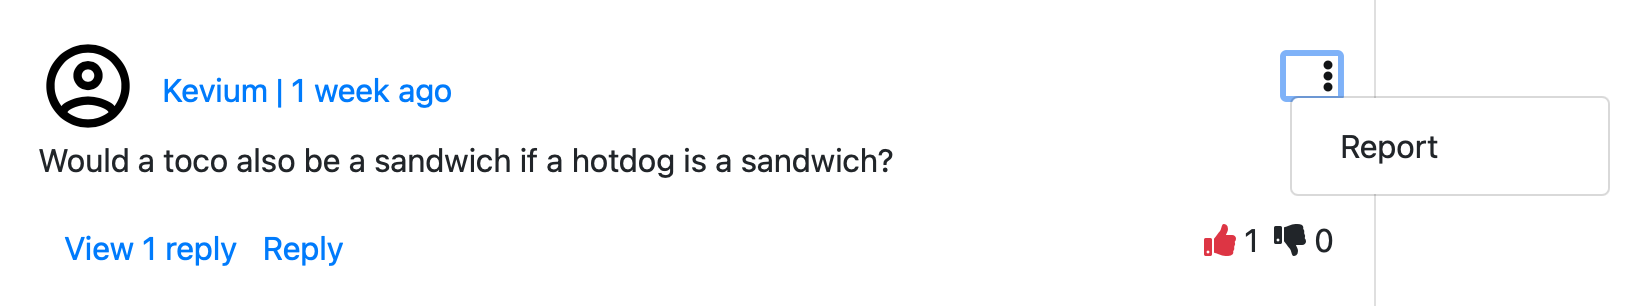 Kevium | 1 week ago
Report
Would a toco also be a sandwich if a hotdog is a sandwich?
View 1 reply Reply
1 0